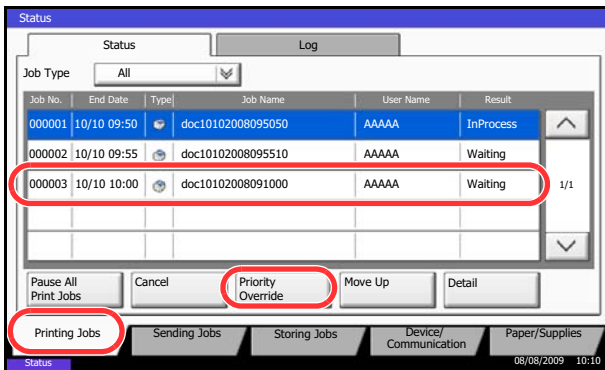 Status
Status Log
Job Type All
Job No. End Date Type Job Name User Name Result
000001 10/10 09:50 doc10102008095050 AAAAA InProcess
000002 10/10 09:55 doc10102008095510 AAAAA Waiting
000003 10/10 10:00 doc10102008091000 AAAAA Waiting
1/1
Pause All
Print Jobs
Cancel
Priority
Override
Move Up
Detail
Printing Jobs
Sending Jobs
Storing Jobs
Device/
Communication
Paper/Supplies
Status 08/08/2009 10:10